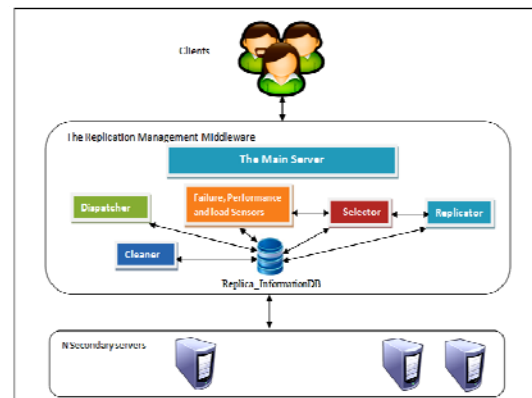 Clients
The Replication Management Middleware
The Main Server
Dispatcher
Failure, Performance
and load Sensors
Selector
Replicator
Cleaner
Replica_InformationDB
N Secondary servers